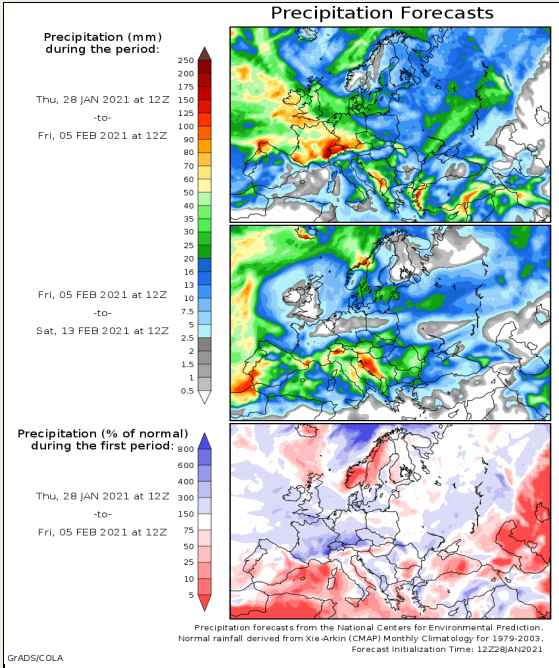 Precipitation Forecasts
Precipitation (mm)
during the period:
Thu, 28 JAN 2021 at 12Z
-to-
Fri, 05 FEB 2021 at 12Z
250
200
175
150
125
100
90
80
70
60
50
40
35
30
25
20
16
13
10
7.5
5
2.5
2
1.5
1
0.5
Fri, 05 FEB 2021 at 12Z
-to-
Sat, 13 FEB 2021 at 12Z
Precipitation (% of normal)
during the first period:
Thu, 28 JAN 2021 at 12Z
-to-
Fri, 05 FEB 2021 at 12Z
800
600
400
300
150
75
50
25
10
5
Precipitation forecasts from the National Centers for Environmental Prediction.
Normal rainfall derived from Xie-Arkin (CMAP) Monthly Climatology for 1979-2003.
Forecast Initialization Time: 12Z28JAN2021
GrADS/COLA